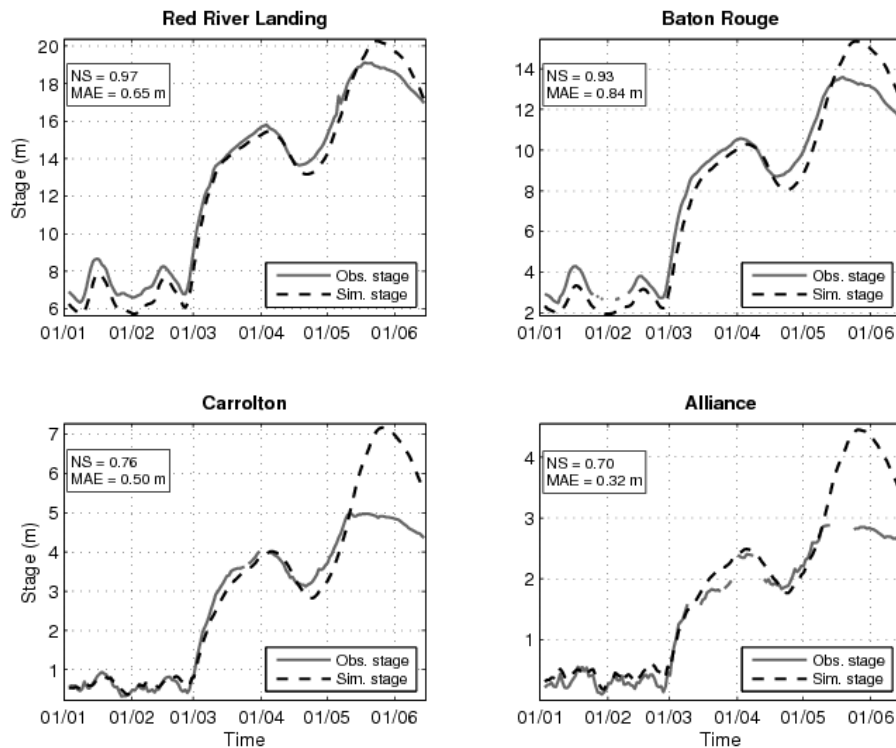 Red River Landing
NS = 0.97
MAE = 0.65 m
Stage (m)
20
18
16
14
12
10
8
6
Obs. stage
Sim. stage
01/01 01/02 01/03 01/04 01/05 01/06
Baton Rouge
NS = 0.93
MAE = 0.84 m
14
12
10
8
6
4
2
Obs. stage
Sim. stage
01/01 01/02 01/03 01/04 01/05 01/06
Carrolton
NS = 0.76
MAE = 0.50 m
Stage (m)
7
6
5
4
3
2
1
Obs. stage
Sim. stage
01/01 01/02 01/03 01/04 01/05 01/06
Time
Alliance
NS = 0.70
MAE = 0.32 m
4
3
2
1
Obs. stage
Sim. stage
01/01 01/02 01/03 01/04 01/05 01/06
Time